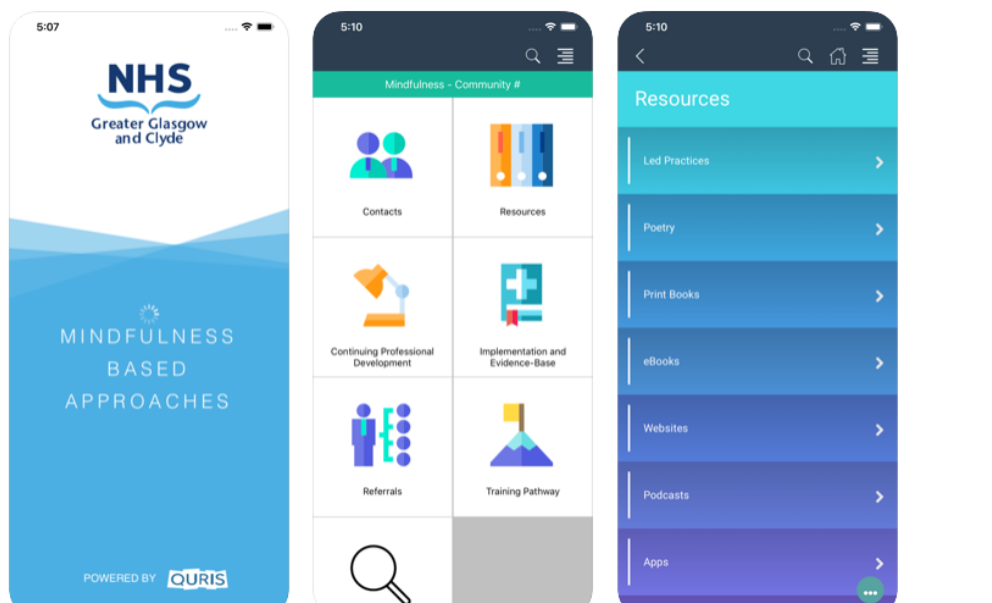 5:07
NHS
Greater Glasgow
and Clyde
MINDFULNESS
BASED
APPROACHES
POWERED BY QURIS
5:10
Mindfulness - Community #
Contacts
Resources
Continuing Professional
Development
Implementation and
Evidence-Base
Referrals
Training Pathway
5:10
Resources
Led Practices
Poetry
Print Books
eBooks
Websites
Podcasts
Apps